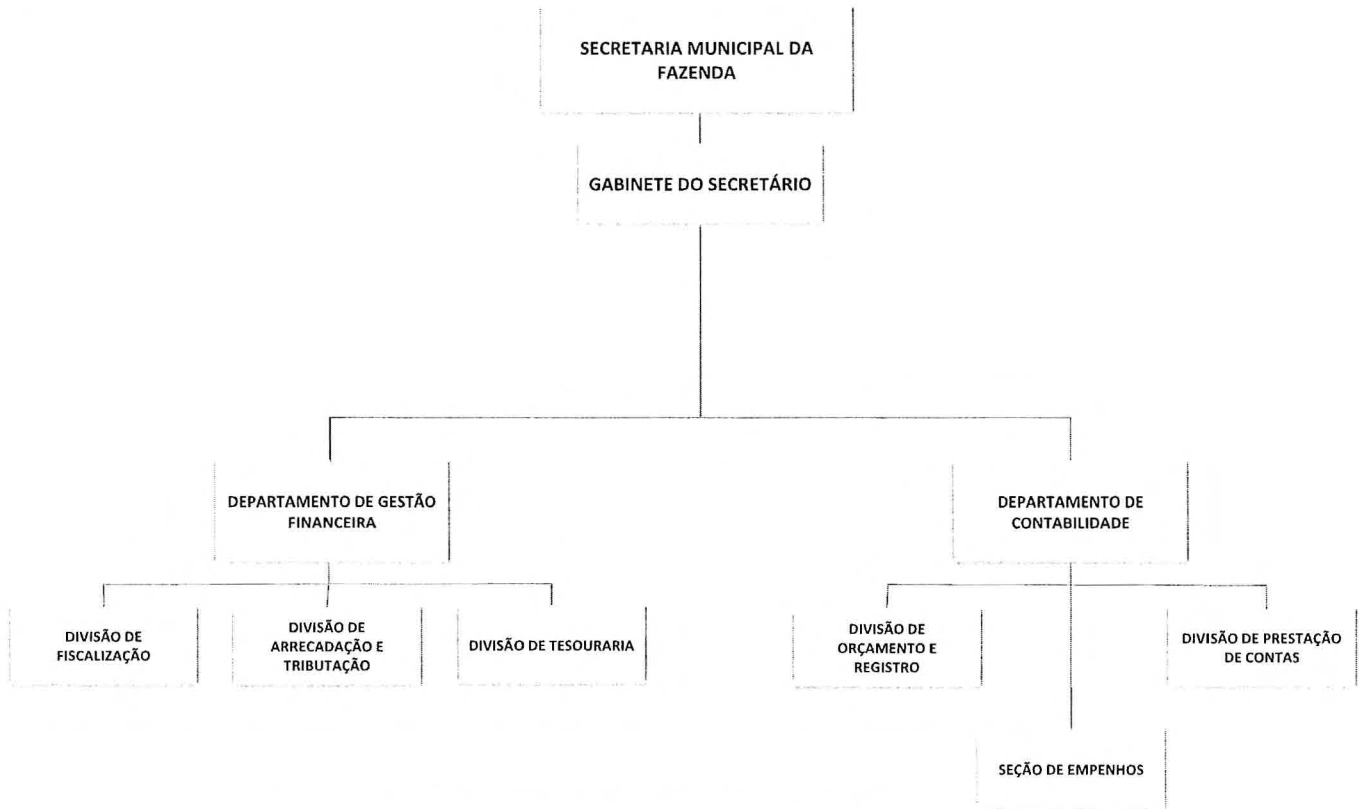 SECRETARIA MUNICIPAL DA
FAZENDA
GABINETE DO SECRETÁRIO
DEPARTAMENTO DE GESTÃO
FINANCEIRA
DEPARTAMENTO DE
CONTABILIDADE
DIVISÃO DE
FISCALIZAÇÃO
DIVISÃO DE
ARRECADAÇÃO E
TRIBUTAÇÃO
DIVISÃO DE TESOURARIA
DIVISÃO DE
ORÇAMENTO E
REGISTRO
DIVISÃO DE PRESTAÇÃO
DE CONTAS
SEÇÃO DE EMPENHOS